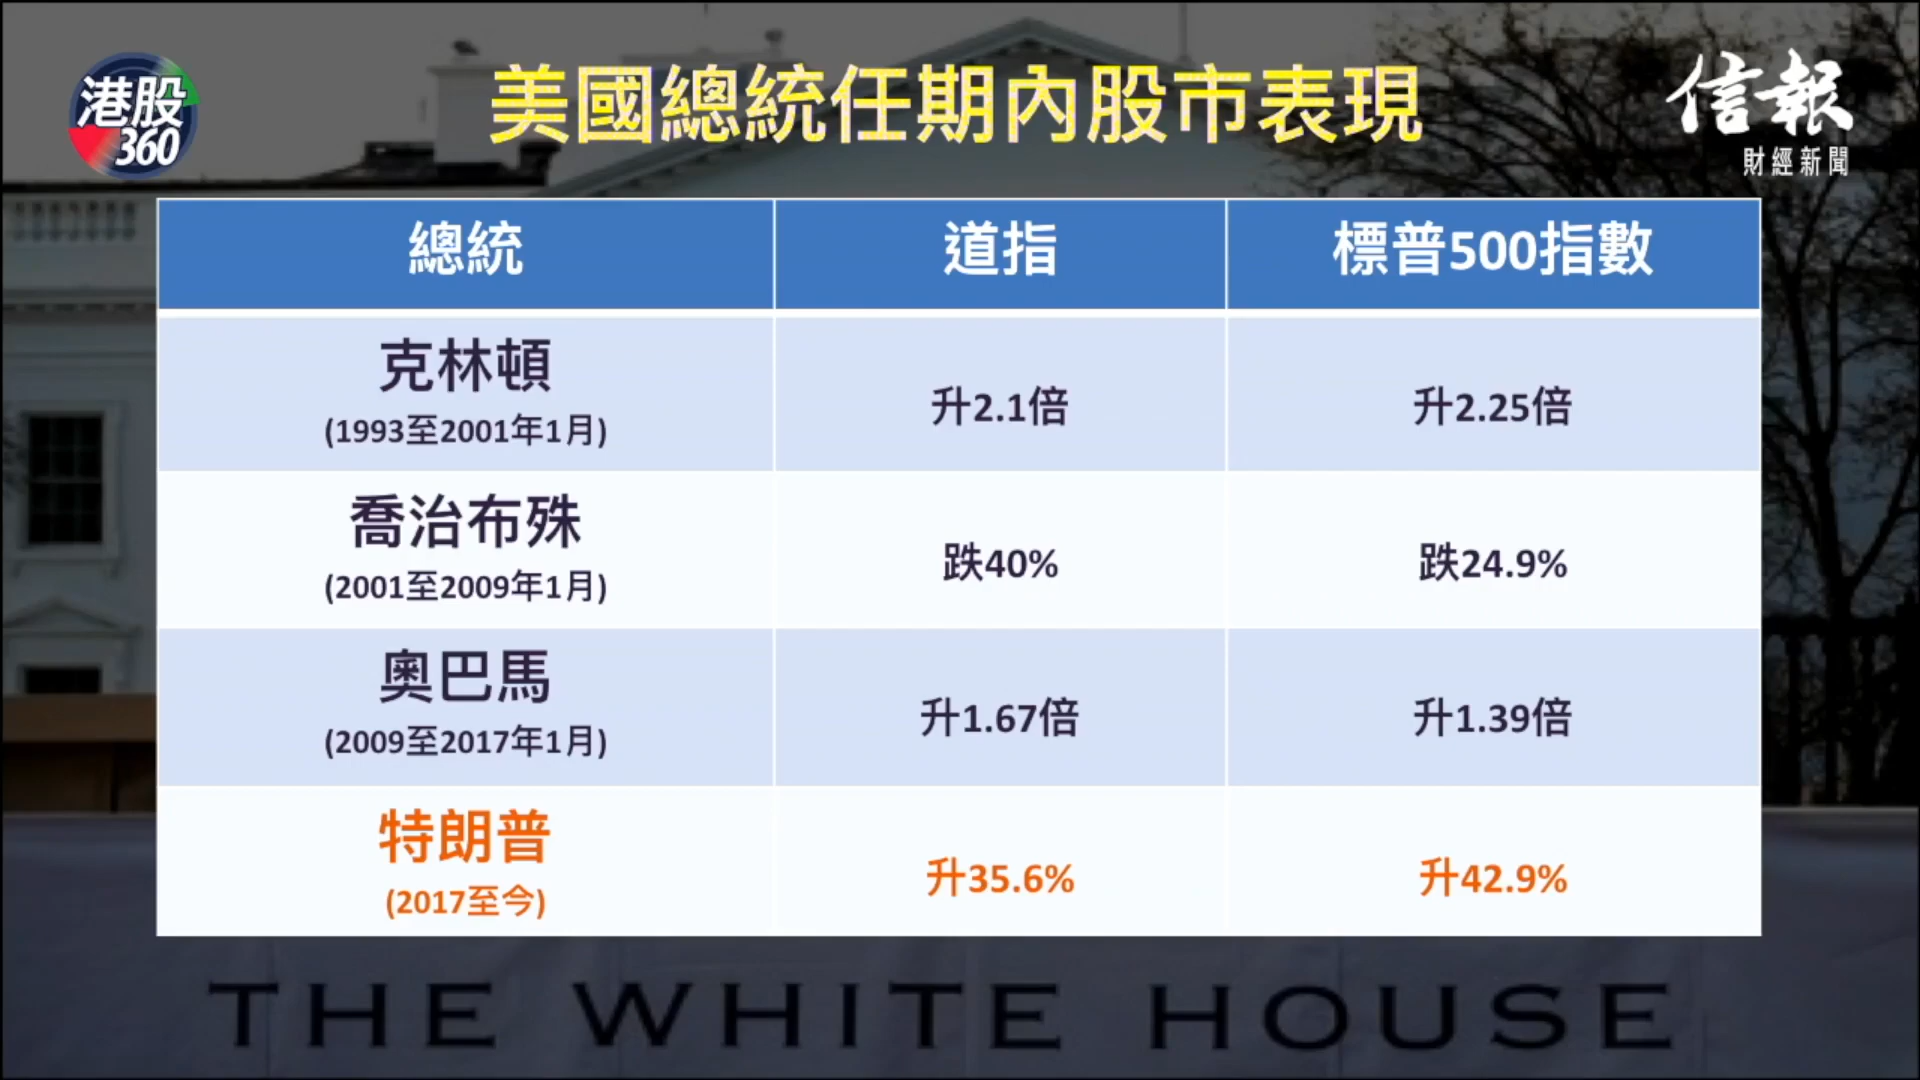 港股
360
美國總統任期內股市表現
信報
財經新聞
總統
道指
標普500指數
克林頓
(1993至2001年1月)
升2.1倍
升2.25倍
喬治布殊
(2001至2009年1月)
跌40%
跌24.9%
奧巴馬
(2009至2017年1月)
升1.67倍
升1.39倍
特朗普
(2017至今)
升35.6%
升42.9%
THE WHITE HOUSE